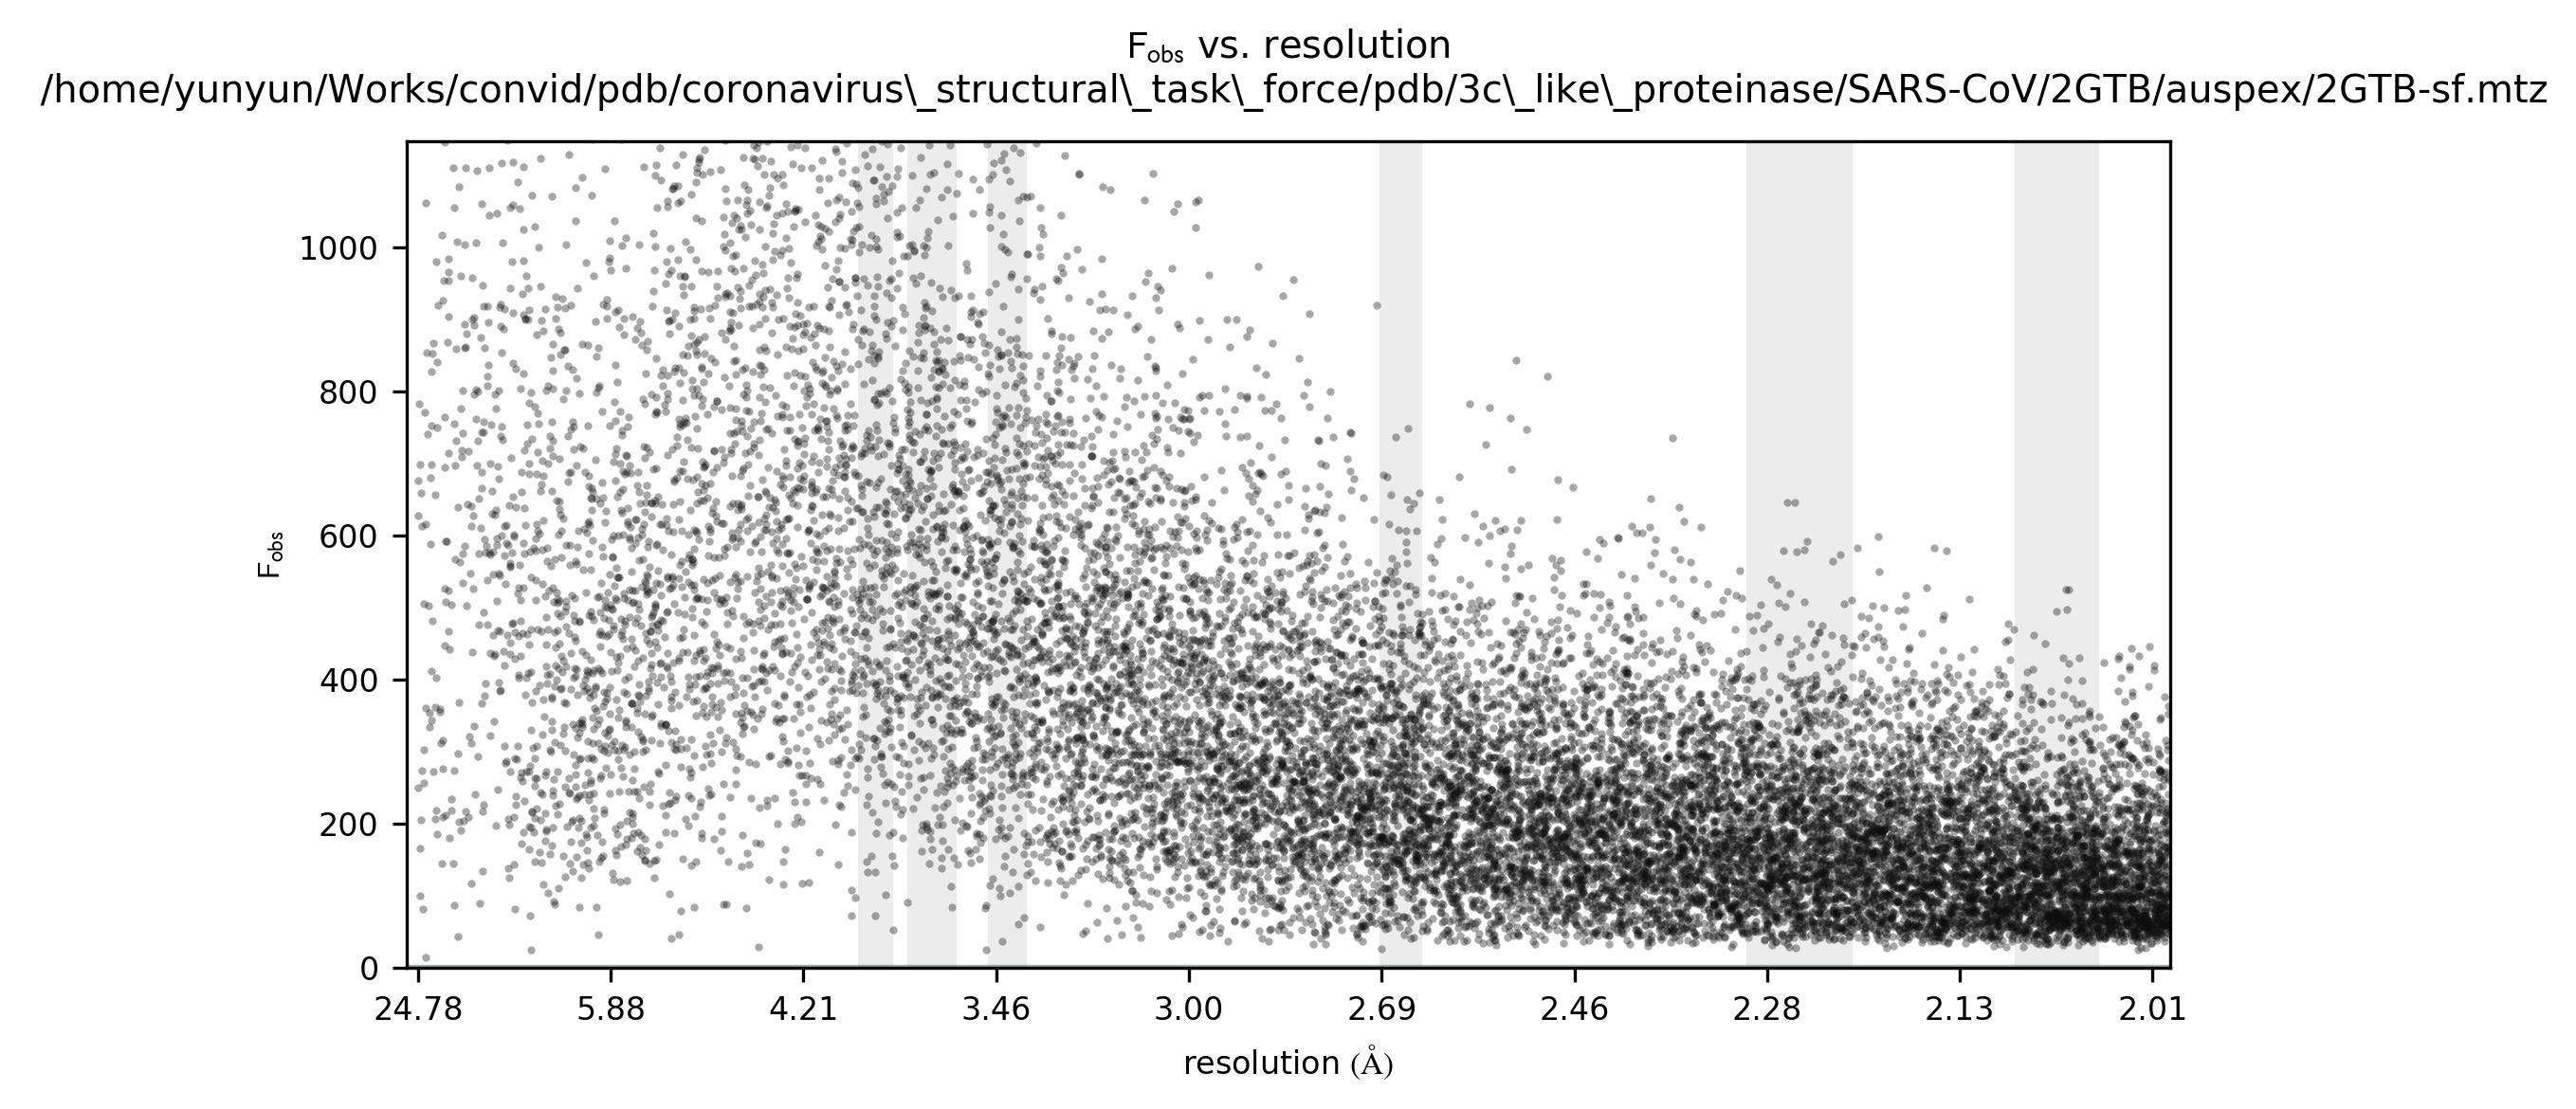 F_obs vs. resolution
/home/yunyun/Works/convid/pdb/coronavirus\_structural\_task\_force/pdb/3c\_like\_proteinase/SARS-CoV/2GTB/auspex/2GTB-sf.mtz
1000
800
600
400
200
0
F_obs
24.78 5.88 4.21 3.46 3.00 2.69 2.46 2.28 2.13 2.01
resolution (Å)